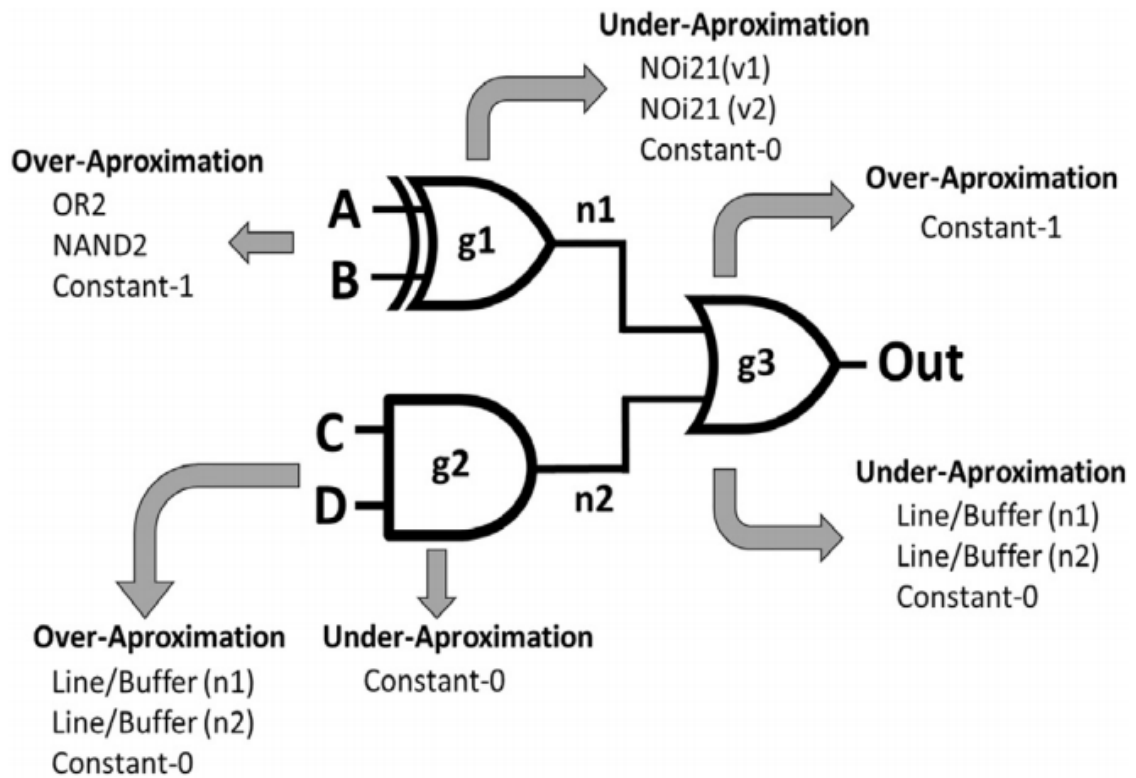 Under-Aproximation
NOi21(v1)
NOi21 (v2)
Constant-0
Over-Aproximation
OR2
NAND2
Constant-1
Over-Aproximation
Constant-1
A
B
g1
n1
g3
Out
C
D
g2
n2
Under-Aproximation
Line/Buffer (n1)
Line/Buffer (n2)
Constant-0
Over-Aproximation
Line/Buffer (n1)
Line/Buffer (n2)
Constant-0
Under-Aproximation
Constant-0